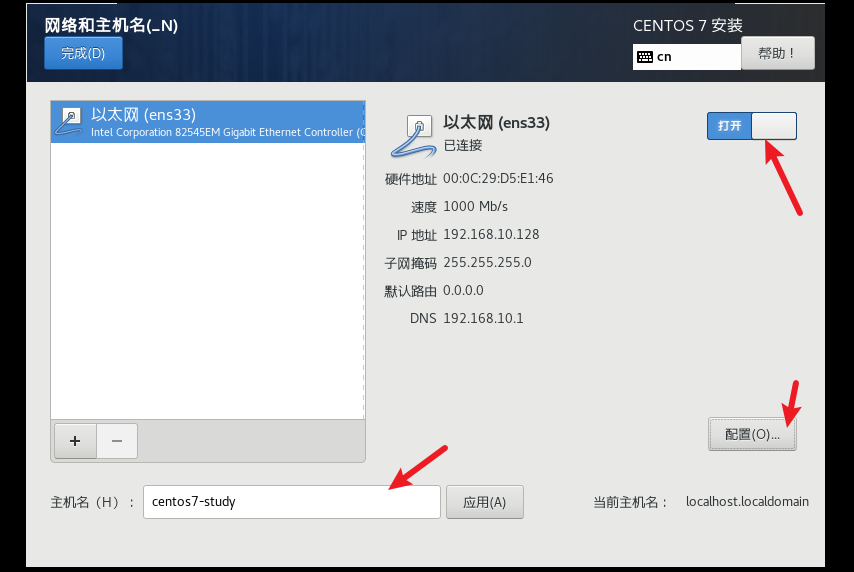 网络和主机名(_N)
CENTOS 7 安装
完成(D)
cn
帮助！
以太网 (ens33)
Intel Corporation 82545EM Gigabit Ethernet Controller (C
以太网 (ens33)
已连接
打开
硬件地址 00:0C:29:D5:E1:46
速度 1000 Mb/s
IP 地址 192.168.10.128
子网掩码 255.255.255.0
默认路由 0.0.0.0
DNS 192.168.10.1
+ −
配置(O)...
主机名（H）： centos7-study 应用(A) 当前主机名： localhost.localdomain